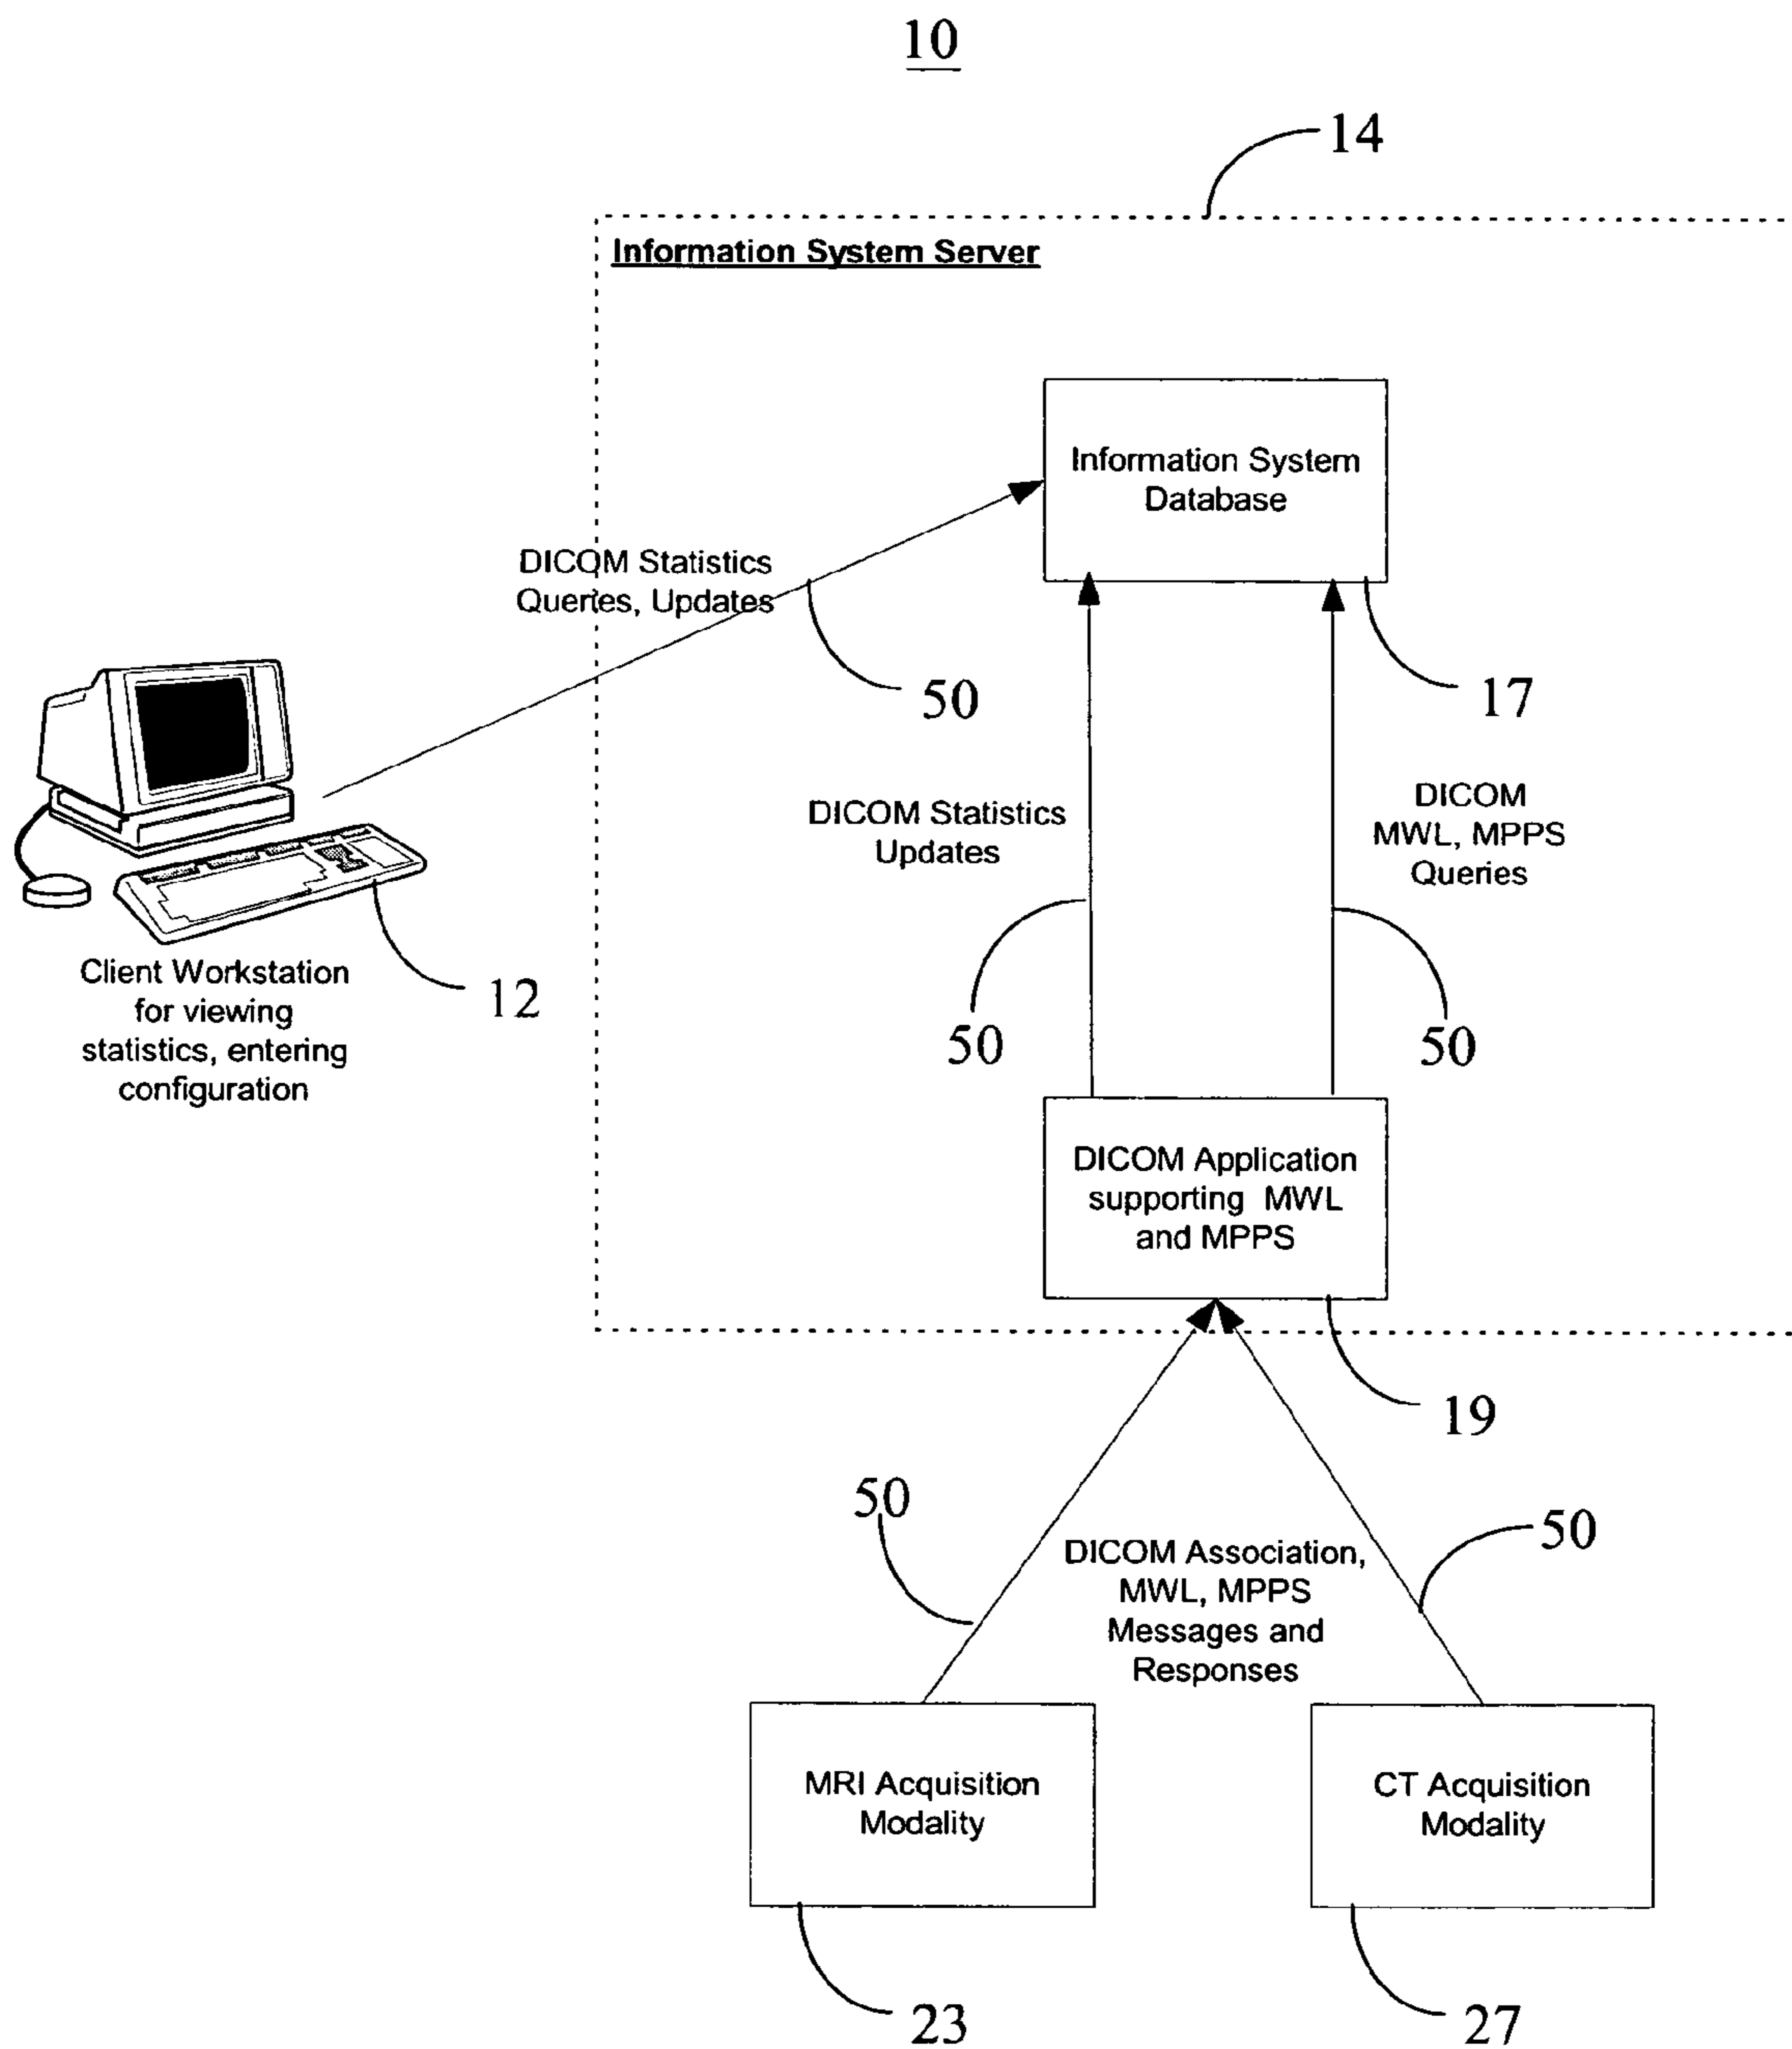 10
14
Information System Server
Information System
Database
DICOM Statistics
Queries, Updates
50
17
DICOM Statistics
Updates
DICOM
MWL, MPPS
Queries
50
50
12
Client Workstation
for viewing
statistics, entering
configuration
DICOM Application
supporting MWL
and MPPS
19
50
50
DICOM Association,
MWL, MPPS
Messages and
Responses
MRI Acquisition
Modality
CT Acquisition
Modality
23
27